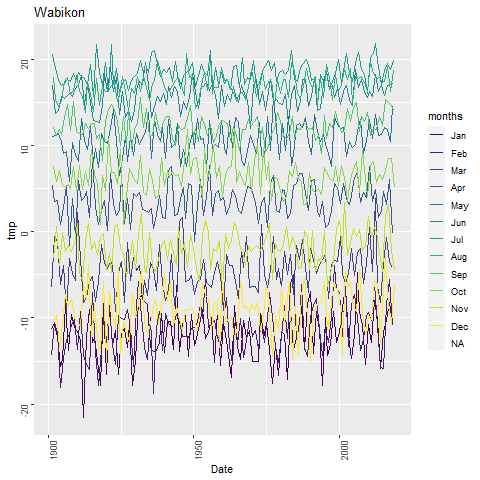 Wabikon
20
10
0
-10
-20
tmp
1900
1950
2000
Date
months
Jan
Feb
Mar
Apr
May
Jun
Jul
Aug
Sep
Oct
Nov
Dec
NA